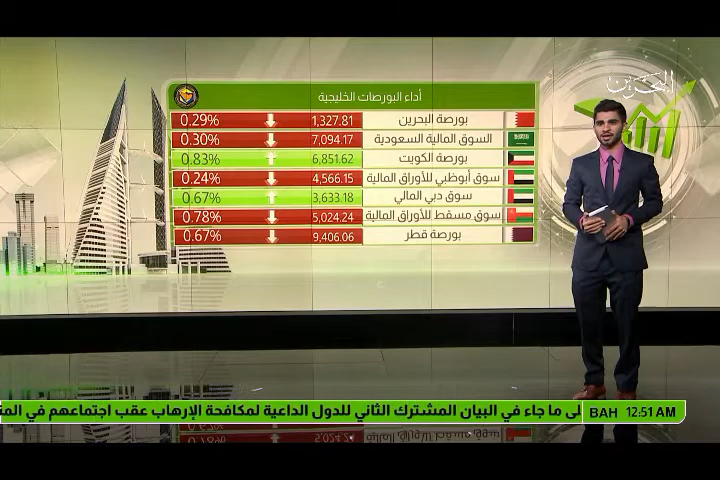 البحرين
أداء البورصات الخليجية
بورصة البحرين 1,327.81 0.29%
السوق المالية السعودية 7,094.17 0.30%
بورصة الكويت 6,851.62 0.83%
سوق أبوظبي للأوراق المالية 4,566.15 0.24%
سوق دبي المالي 3,633.18 0.67%
سوق مسقط للأوراق المالية 5,024.24 0.78%
بورصة قطر 9,406.06 0.67%
ما جاء في البيان المشترك الثاني للدول الداعية لمكافحة الإرهاب عقب اجتماعهم في
BAH 12:51 AM